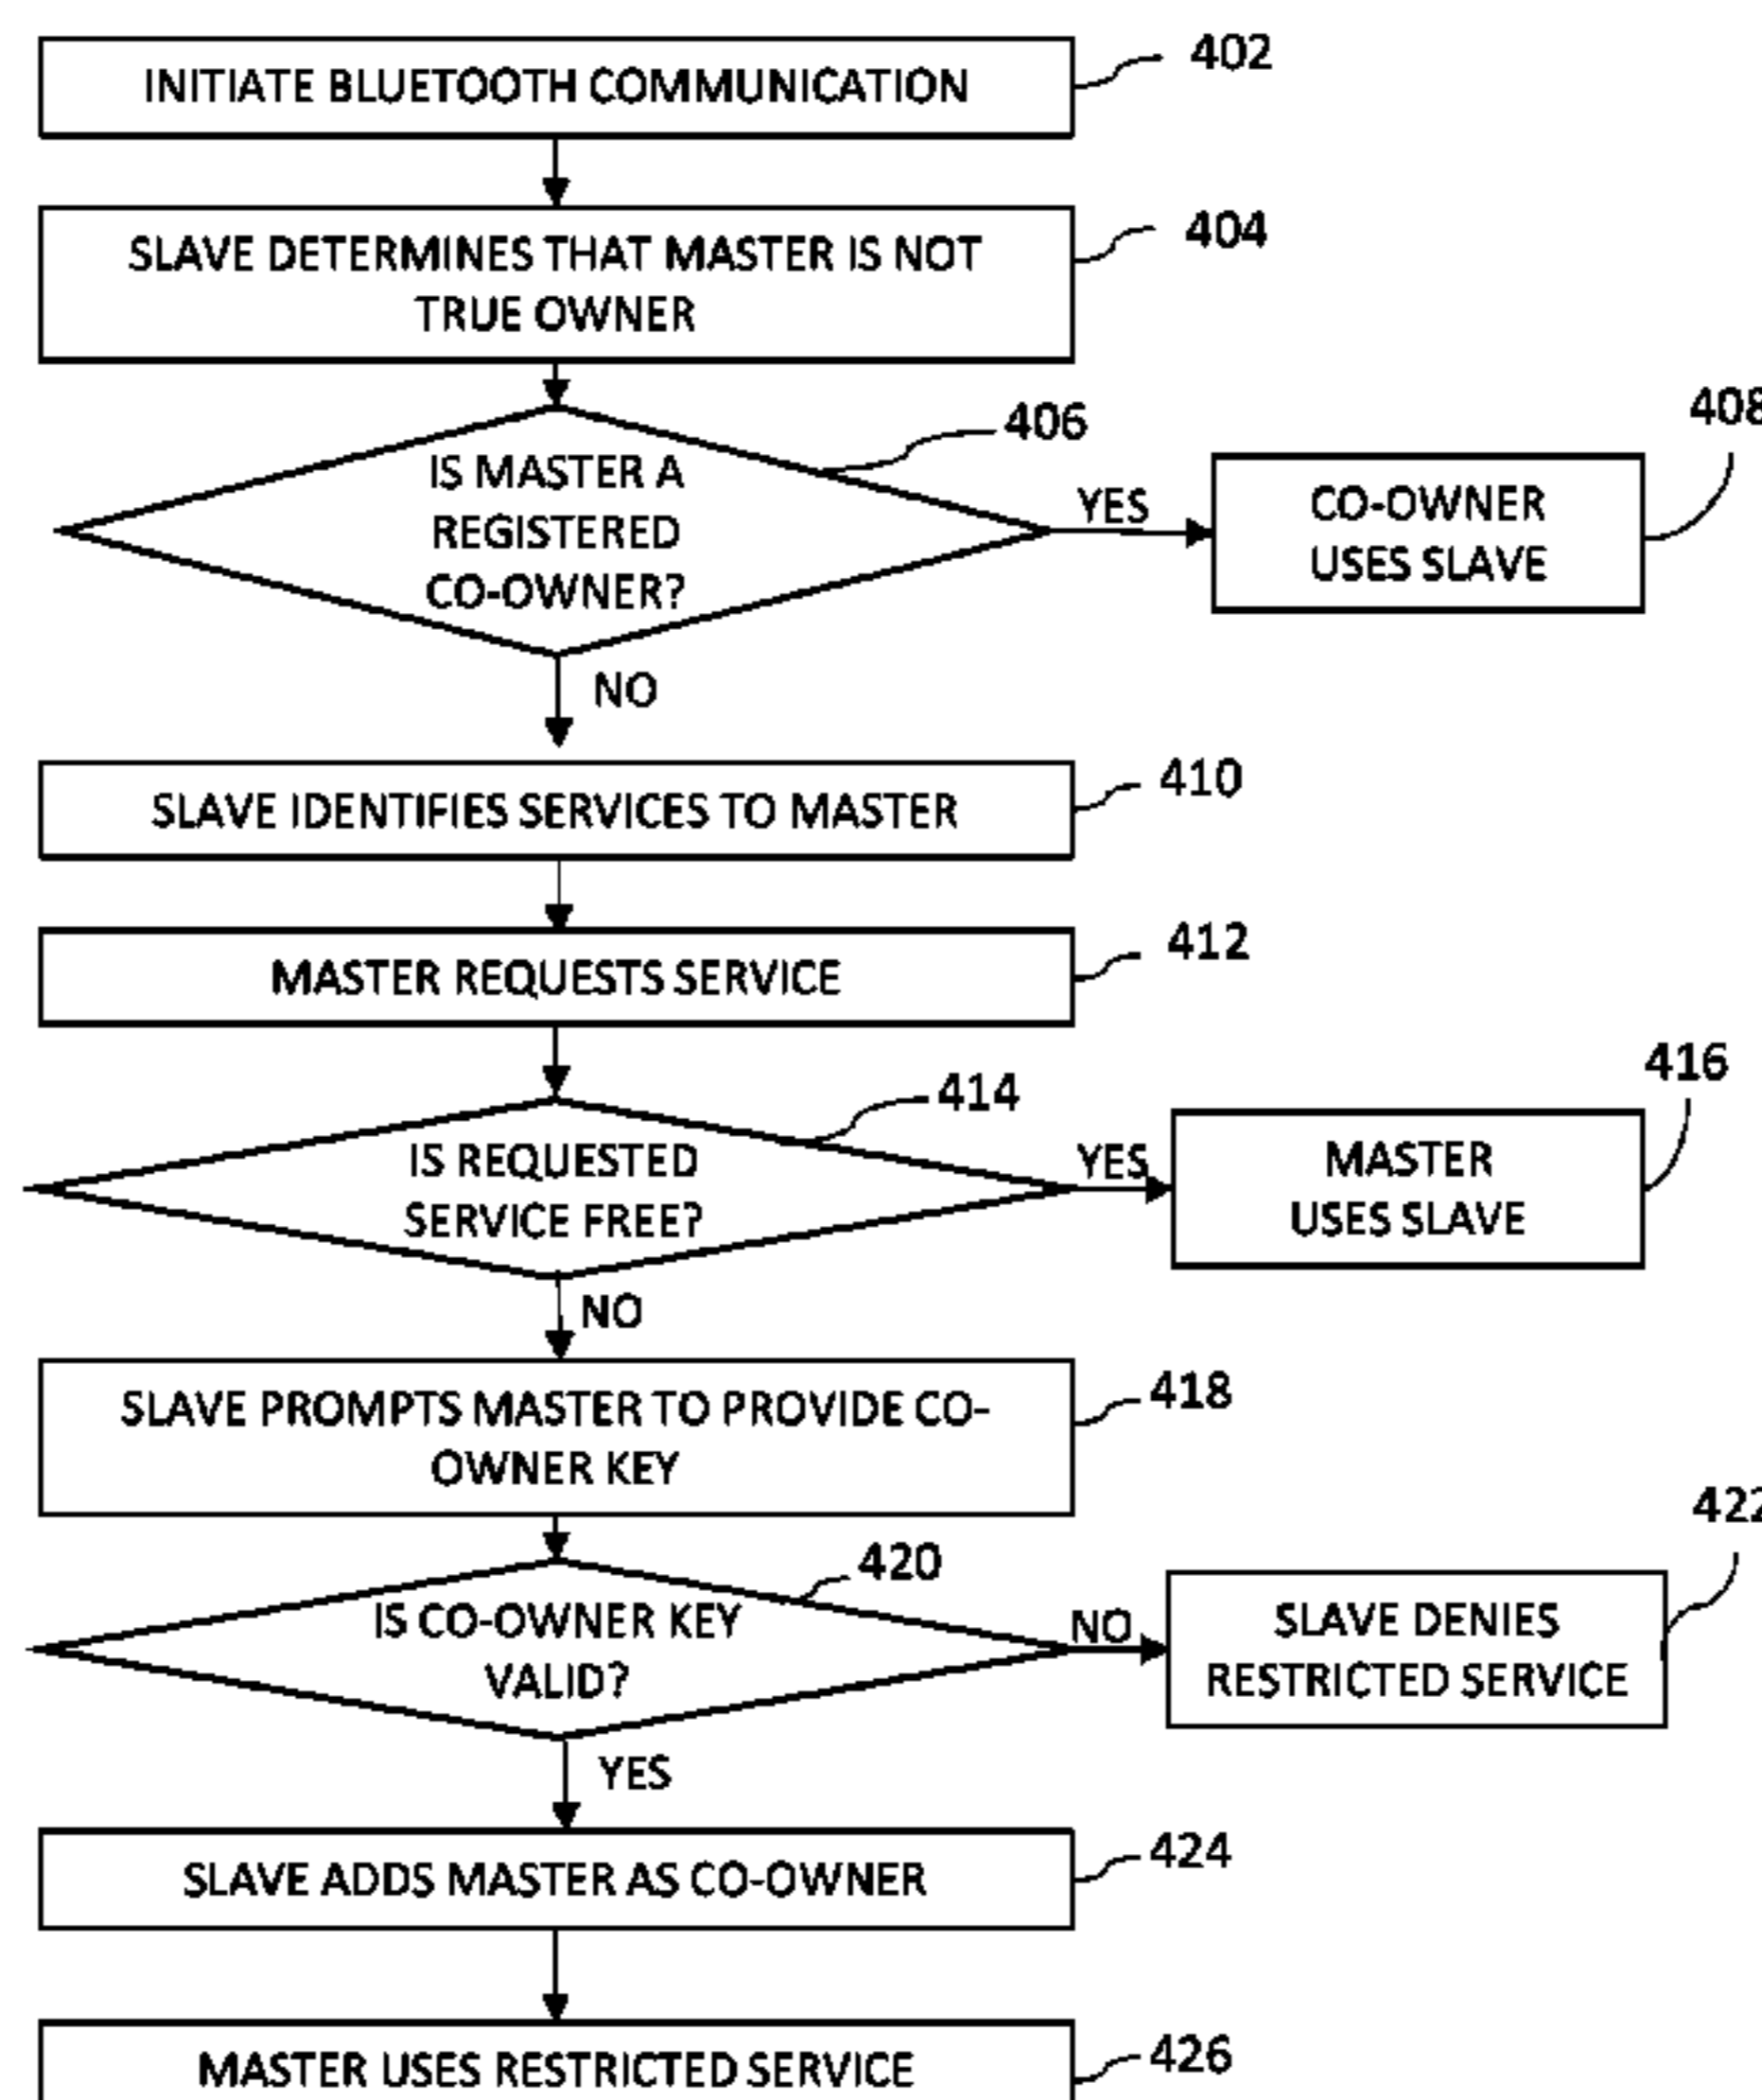 INITIATE BLUETOOTH COMMUNICATION
402
SLAVE DETERMINES THAT MASTER IS NOT
TRUE OWNER
404
406
IS MASTER A
REGISTERED
CO-OWNER?
YES
408
CO-OWNER
USES SLAVE
NO
SLAVE IDENTIFIES SERVICES TO MASTER
410
MASTER REQUESTS SERVICE
412
414
IS REQUESTED
SERVICE FREE?
YES
416
MASTER
USES SLAVE
NO
SLAVE PROMPTS MASTER TO PROVIDE CO-
OWNER KEY
418
420
IS CO-OWNER KEY
VALID?
NO
422
SLAVE DENIES
RESTRICTED SERVICE
YES
SLAVE ADDS MASTER AS CO-OWNER
424
MASTER USES RESTRICTED SERVICE
426